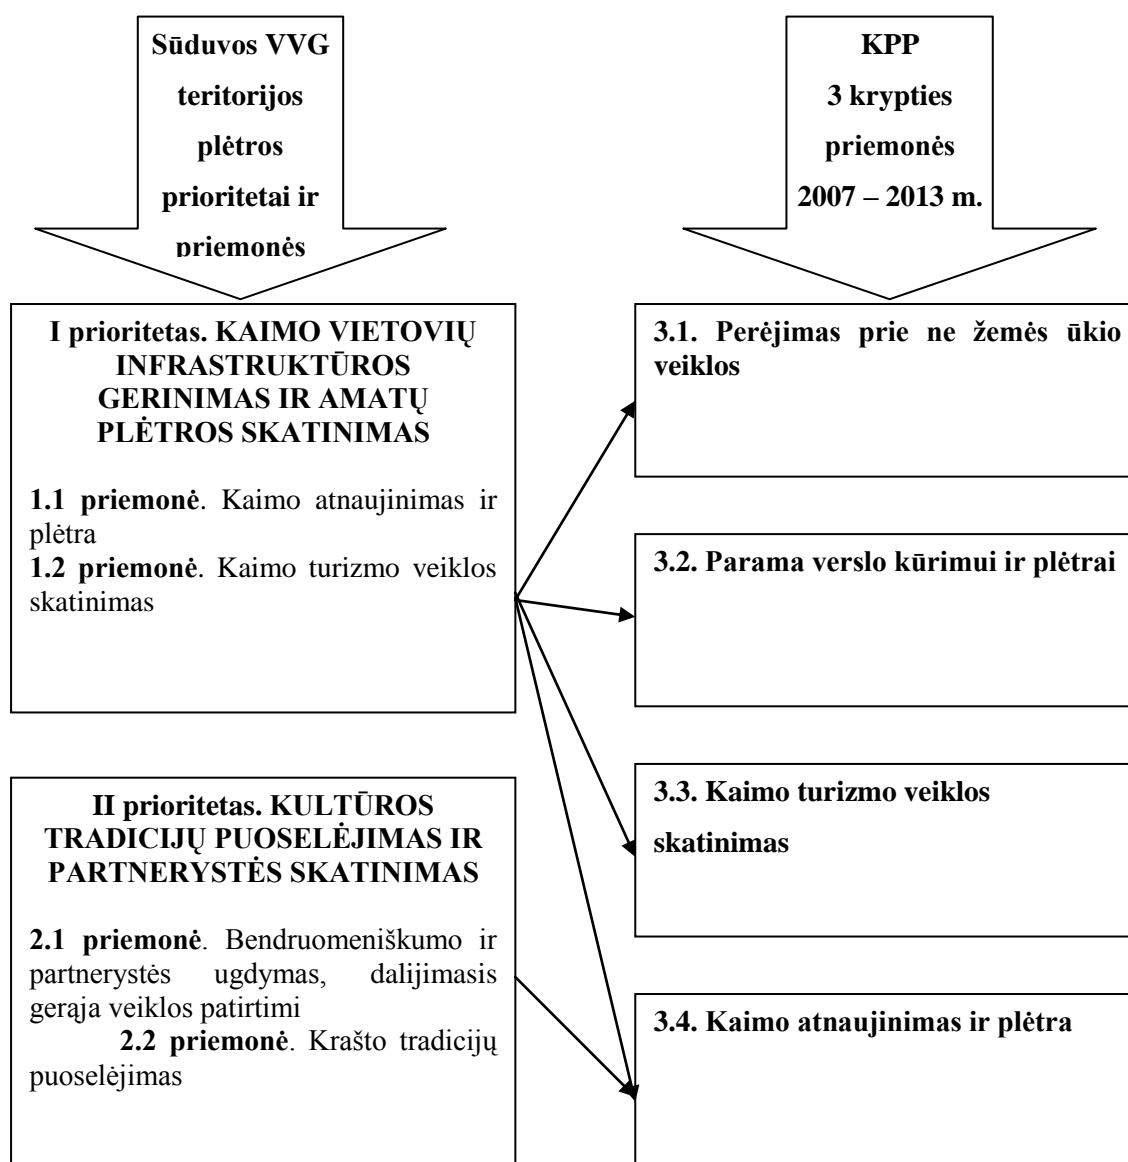 Sūduvos VVG
teritorijos
plėtros
prioritetai ir
priemonės
KPP
3 krypties
priemonės
2007 – 2013 m.
I prioritetas. KAIMO VIETOVIŲ
INFRASTRUKTŪROS
GERINIMAS IR AMATŲ
PLĖTROS SKATINIMAS
1.1 priemonė. Kaimo atnaujinimas ir
plėtra
1.2 priemonė. Kaimo turizmo veiklos
skatinimas
II prioritetas. KULTŪROS
TRADICIJŲ PUOSELĖJIMAS IR
PARTNERYSTĖS SKATINIMAS
2.1 priemonė. Bendruomeniškumo ir
partnerystės ugdymas, dalijimasis
gerąja veiklos patirtimi
2.2 priemonė. Krašto tradicijų
puoselėjimas
3.1. Perėjimas prie ne žemės ūkio
veiklos
3.2. Parama verslo kūrimui ir plėtrai
3.3. Kaimo turizmo veiklos
skatinimas
3.4. Kaimo atnaujinimas ir plėtra